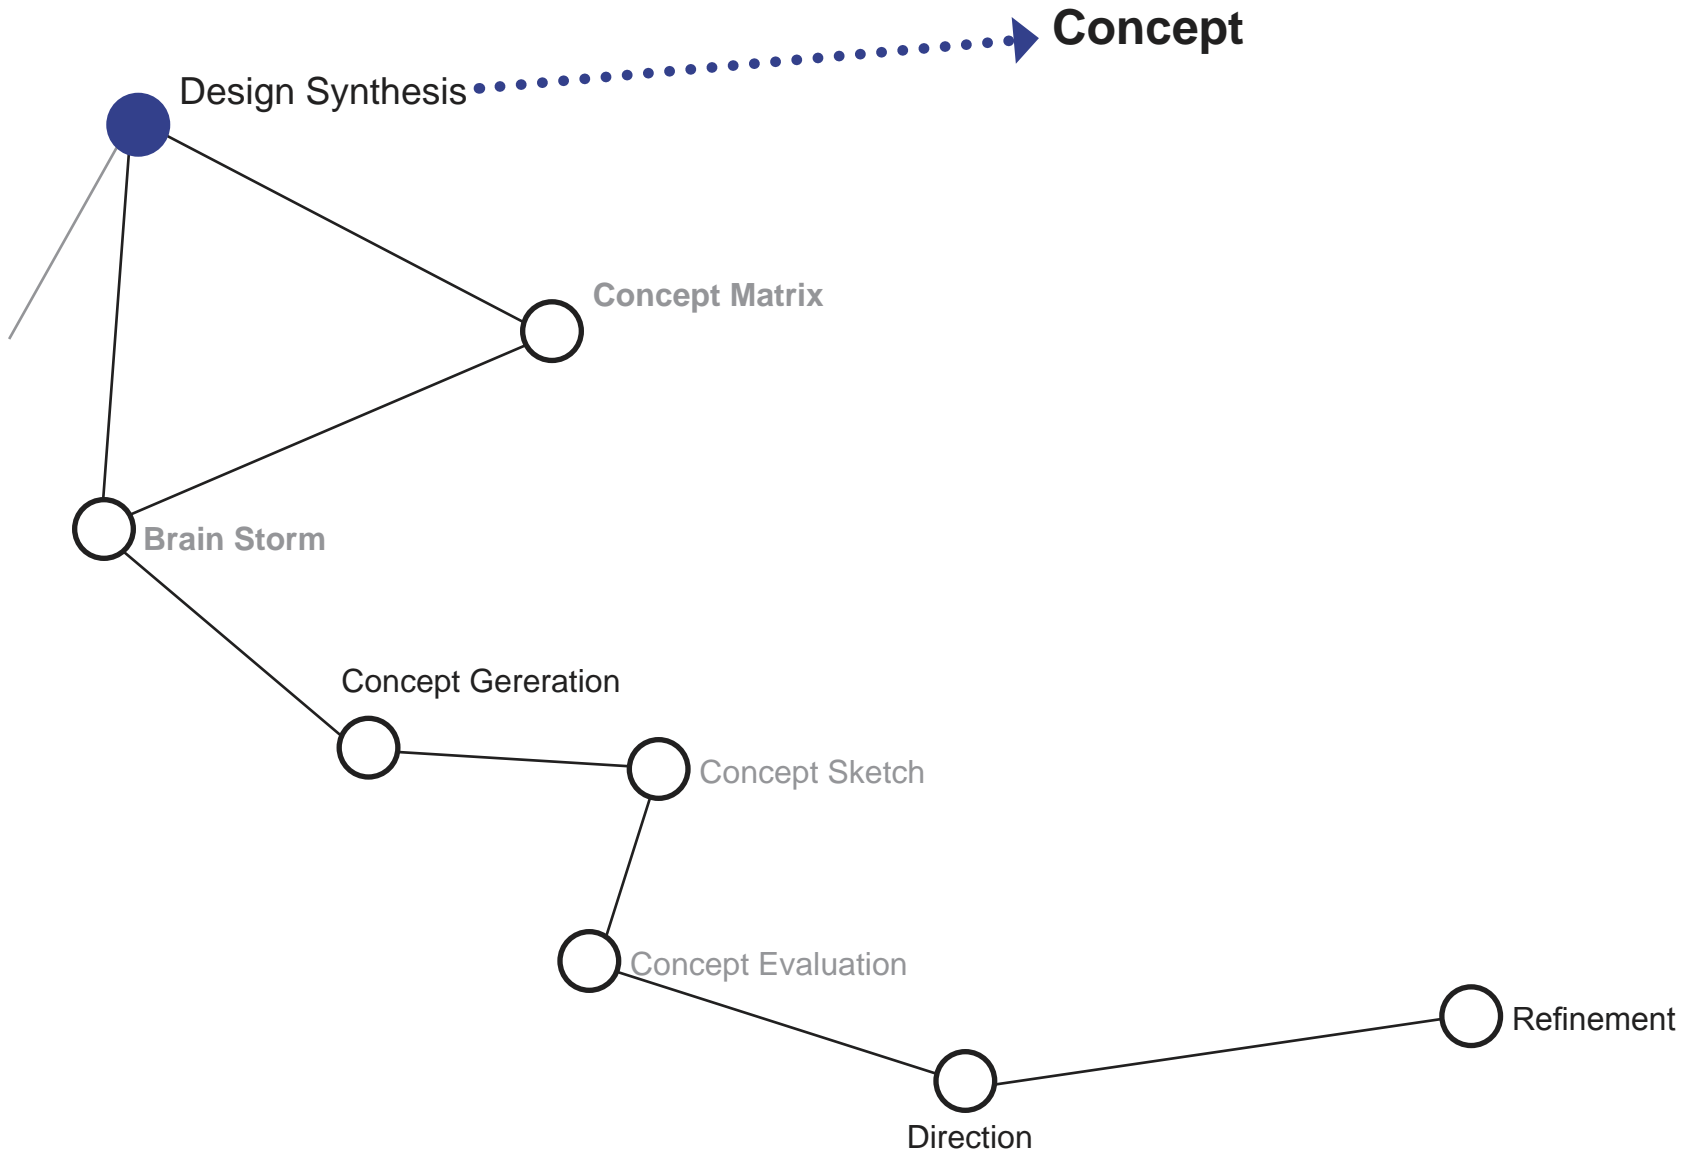 Concept
Design Synthesis
Concept Matrix
Brain Storm
Concept Gereration
Concept Sketch
Concept Evaluation
Refinement
Direction